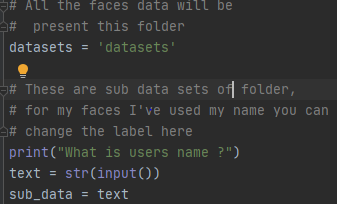 # All the faces data will be
#  present this folder
datasets = 'datasets'
# These are sub data sets of folder,
# for my faces I've used my name you can
# change the label here
print("What is users name ?")
text = str(input())
sub_data = text